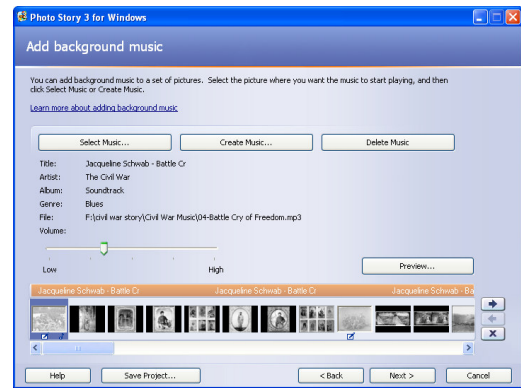 Photo Story 3 for Windows
Add background music
You can add background music to a set of pictures. Select the picture where you want the music to start playing, and then
click Select Music or Create Music.
Learn more about adding background music
Select Music... Create Music... Delete Music
Title: Jacqueline Schwab - Battle Cr
Artist: The Civil War
Album: Soundtrack
Genre: Blues
File: F:\civil war story\Civil War Music\04-Battle Cry of Freedom.mp3
Volume:
Low High Preview...
Jacqueline Schwab - Battle Cr Jacqueline Schwab - Battle Cr Jacqueline Schwab - Ba
Help Save Project... < Back Next > Cancel